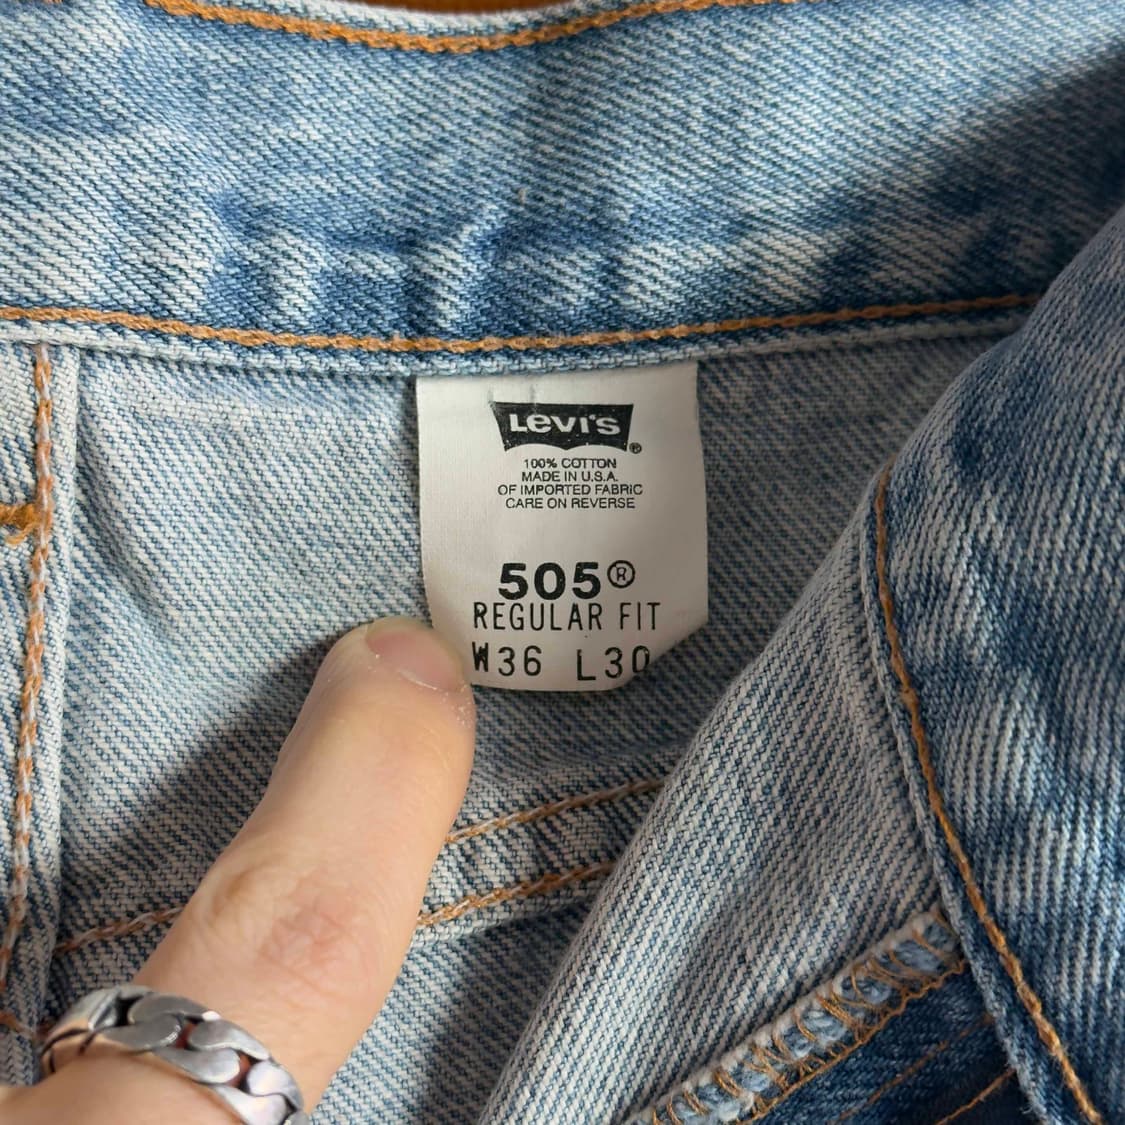 LEVI'S®
100% COTTON
MADE IN U.S.A.
OF IMPORTED FABRIC
CARE ON REVERSE
505®
REGULAR FIT
W36 L30